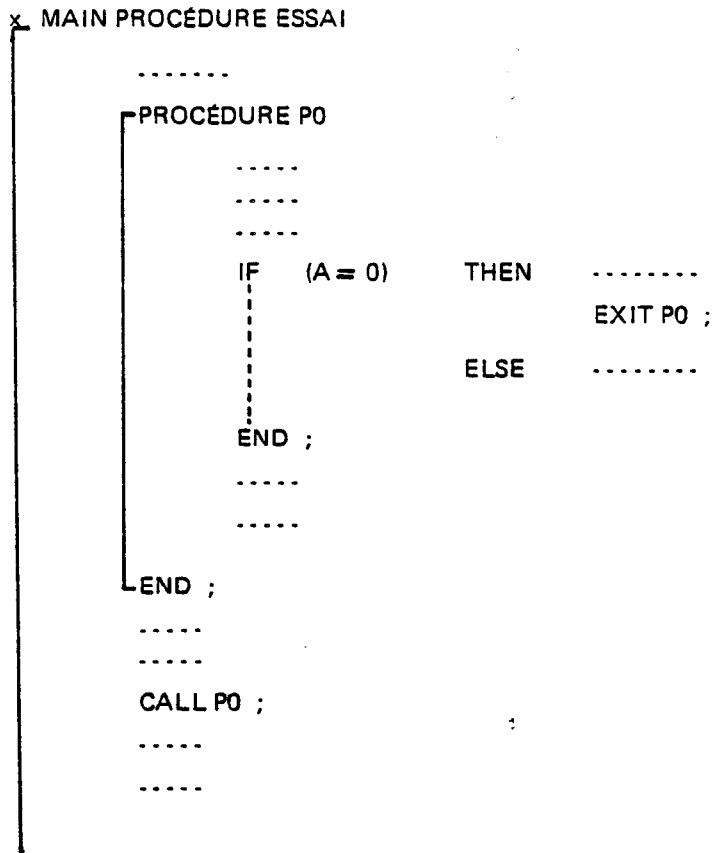 x MAIN PROCÉDURE ESSAI
-------
PROCÉDURE P0
-----
-----
-----
IF (A = 0) THEN --------
EXIT P0 ;
ELSE --------
END ;
-----
-----
END ;
-----
-----
CALL P0 ;
-----
-----